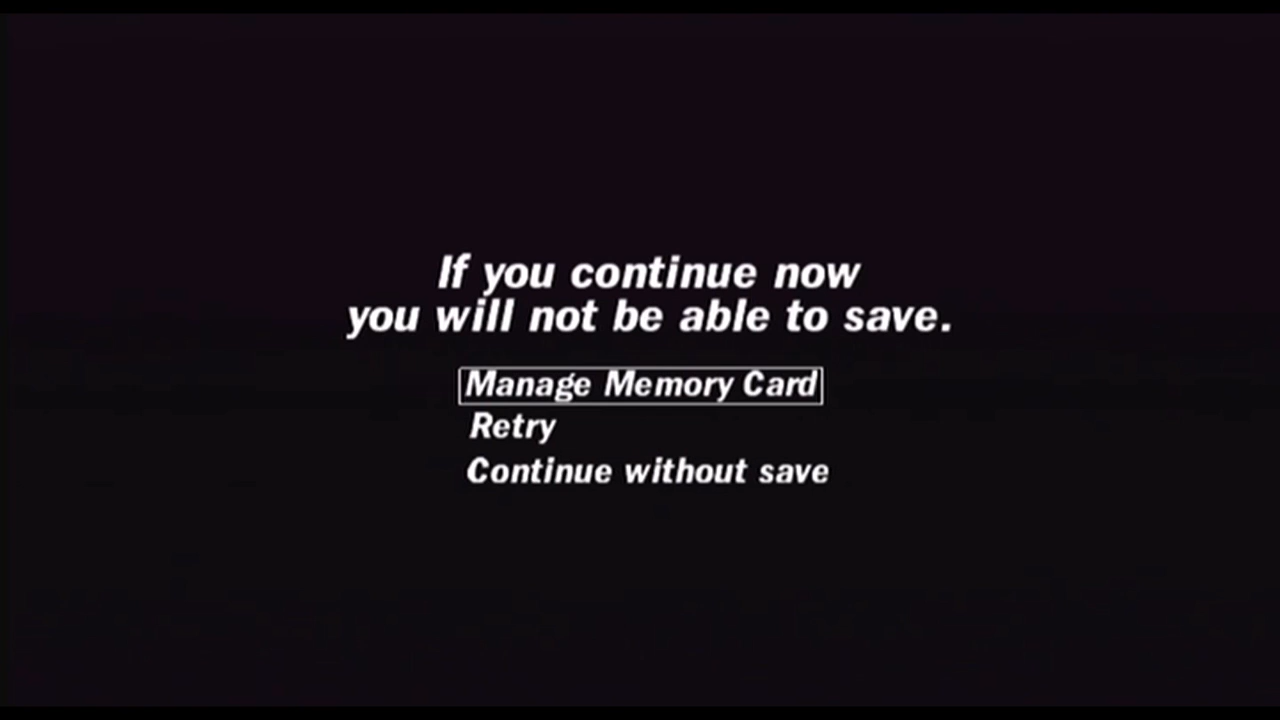 If you continue now
you will not be able to save.
Manage Memory Card
Retry
Continue without save